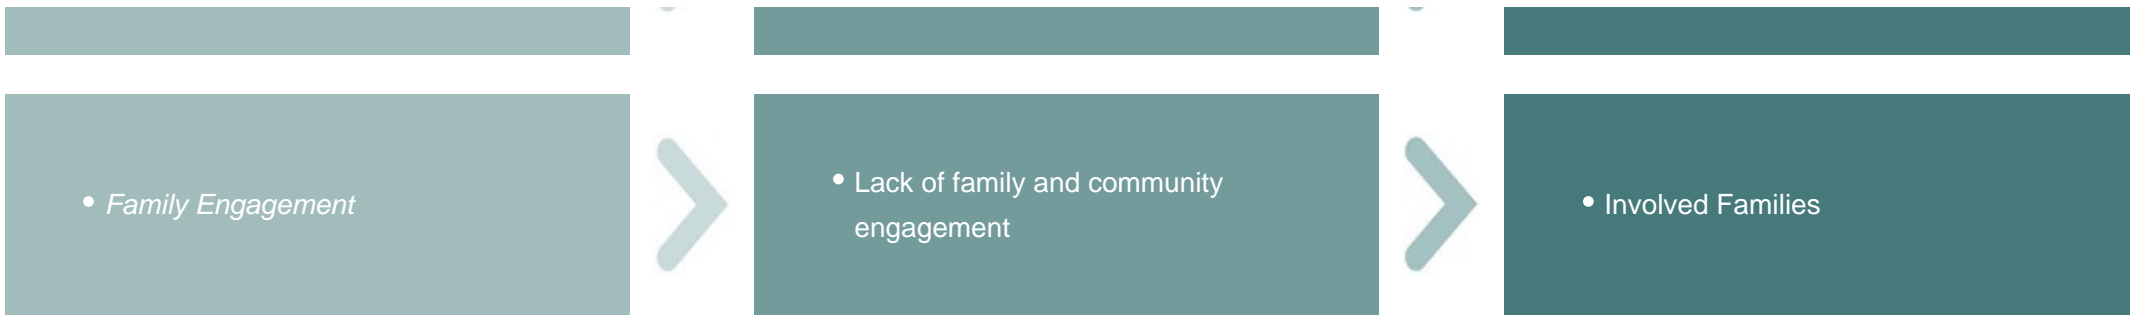 • Family Engagement
• Lack of family and community
engagement
• Involved Families